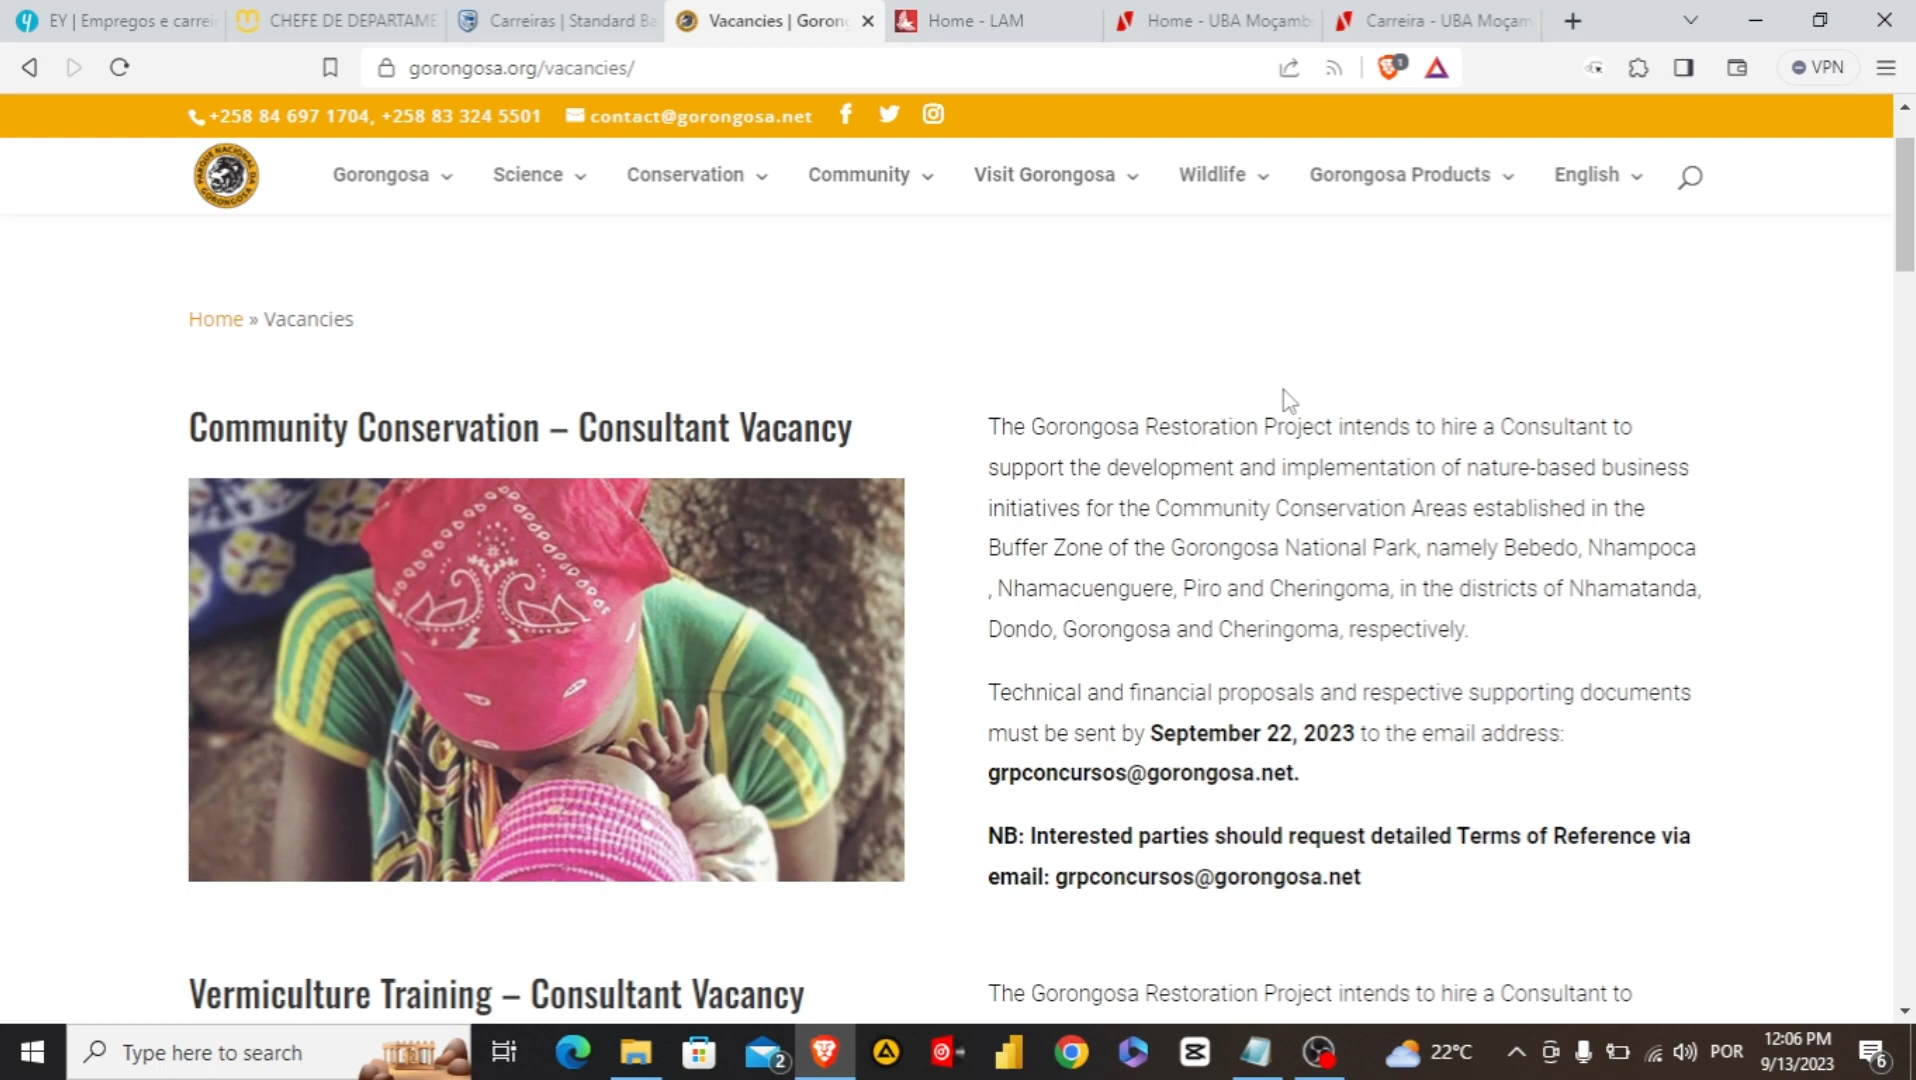 EY | Empregos e carrei
CHEFE DE DEPARTAME
Carreiras | Standard Ba
Vacancies | Gorong
Home - LAM
Home - UBA Moçamb
Carreira - UBA Moçam
gorongosa.org/vacancies/
1
VPN
+258 84 697 1704, +258 83 324 5501
contact@gorongosa.net
PARQUE NACIONAL DA GORONGOSA
Gorongosa
Science
Conservation
Community
Visit Gorongosa
Wildlife
Gorongosa Products
English
Home » Vacancies
Community Conservation – Consultant Vacancy
The Gorongosa Restoration Project intends to hire a Consultant to
support the development and implementation of nature-based business
initiatives for the Community Conservation Areas established in the
Buffer Zone of the Gorongosa National Park, namely Bebedo, Nhampoca
, Nhamacuenguere, Piro and Cheringoma, in the districts of Nhamatanda,
Dondo, Gorongosa and Cheringoma, respectively.
Technical and financial proposals and respective supporting documents
must be sent by September 22, 2023 to the email address:
grpconcursos@gorongosa.net.
NB: Interested parties should request detailed Terms of Reference via
email: grpconcursos@gorongosa.net
Vermiculture Training – Consultant Vacancy
The Gorongosa Restoration Project intends to hire a Consultant to
Type here to search
2
22°C
POR
12:06 PM
9/13/2023
6